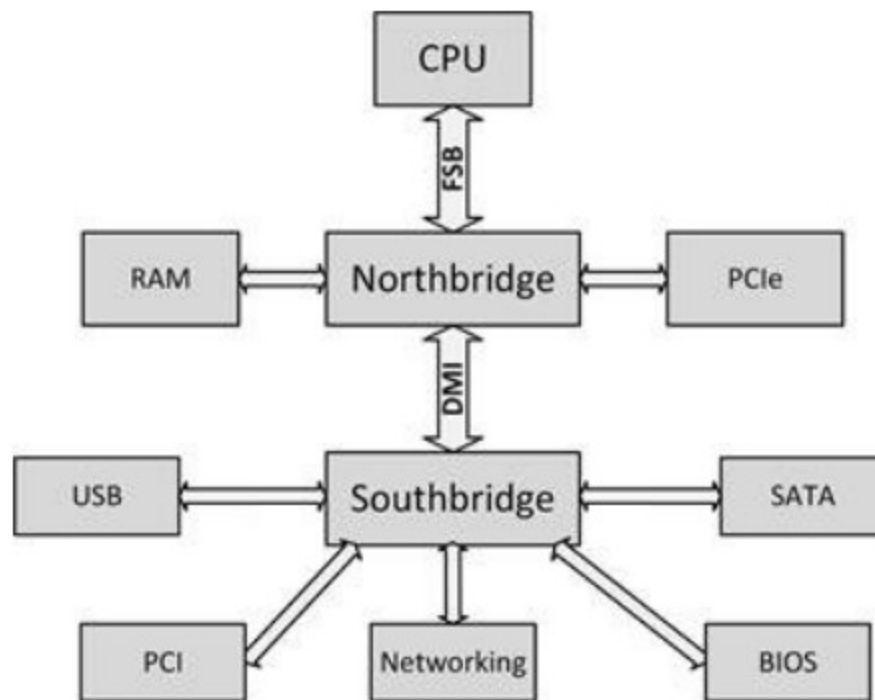 CPU
FSB
RAM
Northbridge
PCIe
DMI
USB
Southbridge
SATA
PCI
Networking
BIOS